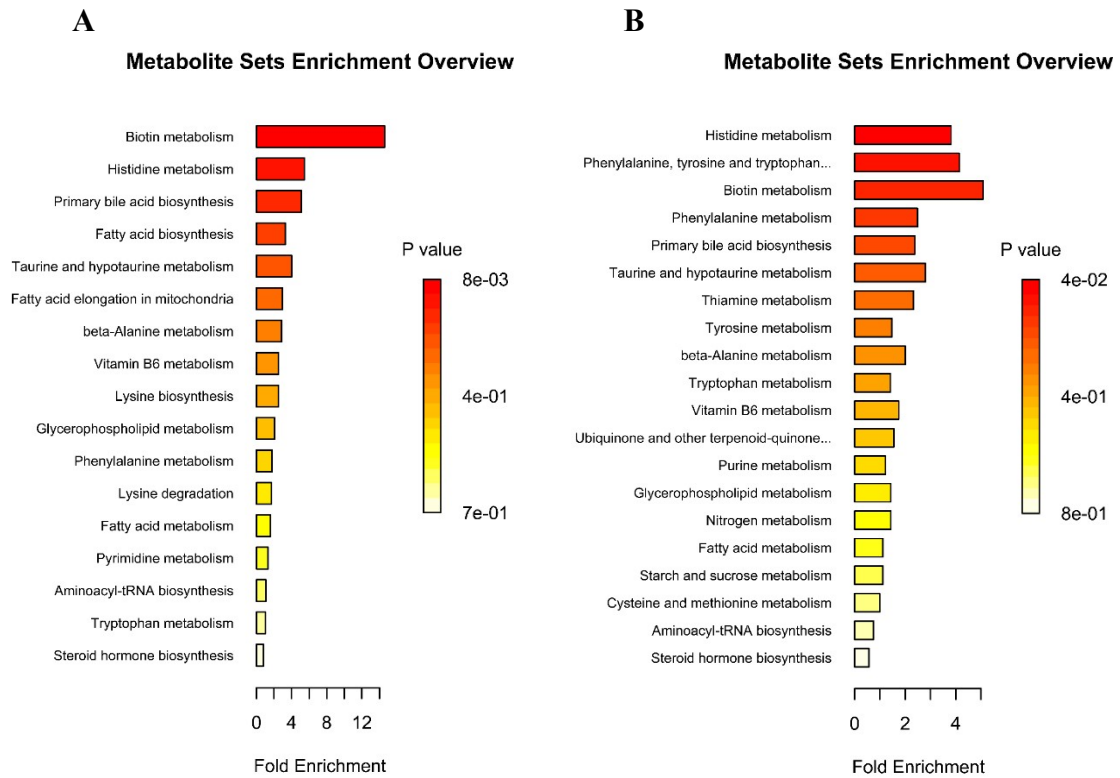 A
Metabolite Sets Enrichment Overview
Biotin metabolism
Histidine metabolism
Primary bile acid biosynthesis
Fatty acid biosynthesis
Taurine and hypotaurine metabolism
Fatty acid elongation in mitochondria
beta-Alanine metabolism
Vitamin B6 metabolism
Lysine biosynthesis
Glycerophospholipid metabolism
Phenylalanine metabolism
Lysine degradation
Fatty acid metabolism
Pyrimidine metabolism
Aminoacyl-tRNA biosynthesis
Tryptophan metabolism
Steroid hormone biosynthesis
0 4 8 12
Fold Enrichment
P value
8e-03
4e-01
7e-01
B
Metabolite Sets Enrichment Overview
Histidine metabolism
Phenylalanine, tyrosine and tryptophan...
Biotin metabolism
Phenylalanine metabolism
Primary bile acid biosynthesis
Taurine and hypotaurine metabolism
Thiamine metabolism
Tyrosine metabolism
beta-Alanine metabolism
Tryptophan metabolism
Vitamin B6 metabolism
Ubiquinone and other terpenoid-quinone...
Purine metabolism
Glycerophospholipid metabolism
Nitrogen metabolism
Fatty acid metabolism
Starch and sucrose metabolism
Cysteine and methionine metabolism
Aminoacyl-tRNA biosynthesis
Steroid hormone biosynthesis
0 2 4
Fold Enrichment
P value
4e-02
4e-01
8e-01